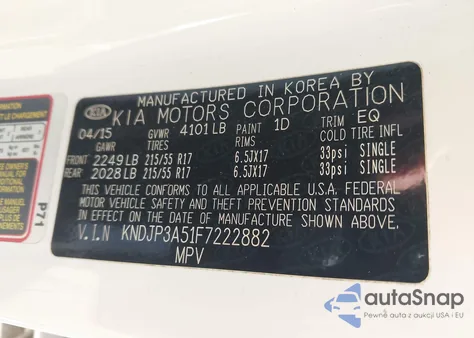 MANUFACTURED IN KOREA BY
KIA KIA MOTORS CORPORATION
04/15 GVWR 4101LB PAINT 1D TRIM EQ
GAWR TIRES RIMS COLD TIRE INFL
FRONT 2249LB 215/55 R17 6.5JX17 33psi SINGLE
REAR 2028LB 215/55 R17 6.5JX17 33psi SINGLE
THIS VEHICLE CONFORMS TO ALL APPLICABLE U.S.A. FEDERAL
MOTOR VEHICLE SAFETY AND THEFT PREVENTION STANDARDS
IN EFFECT ON THE DATE OF MANUFACTURE SHOWN ABOVE.
V.I.N KNDJP3A51F7222882
MPV
P71
autoSnap
Pewne auta z aukcji USA i EU